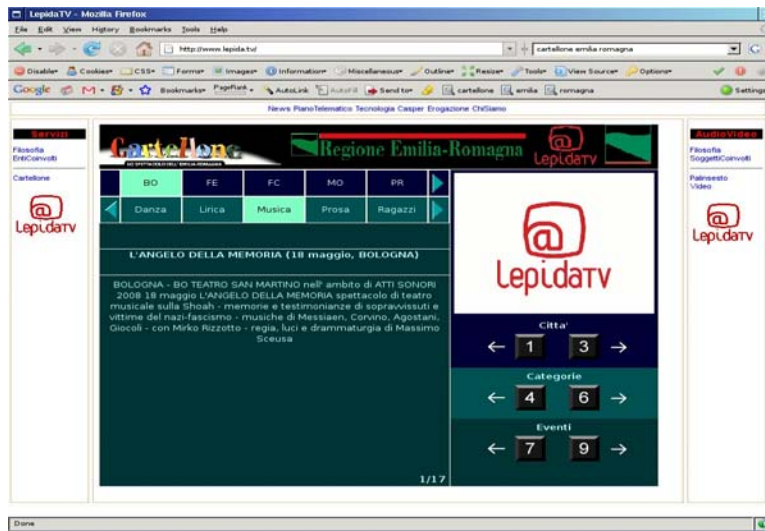 LepidaTV - Mozilla Firefox
File Edit View History Bookmarks Tools Help
http://www.lepida.tv/
cartellone emilia romagna
Disable Cookies CSS Forms Images Information Miscellaneous Outline Resize Tools View Source Options
Google Bookmarks PageRank AutoLink AutoFill Send to cartellone emilia romagna Settings
News PianoTelematico Tecnologia Casper Erogazione ChiSiamo
Servizi
Filosofia
EntiCoinvolti
Cartellone
LepidaTV
Cartellone
Regione Emilia-Romagna
LepidaTV
BO FE FC MO PR
Danza Lirica Musica Prosa Ragazzi
L'ANGELO DELLA MEMORIA (18 maggio, BOLOGNA)
BOLOGNA - BO TEATRO SAN MARTINO nell' ambito di ATTI SONORI
2008 18 maggio L'ANGELO DELLA MEMORIA spettacolo di teatro
musicale sulla Shoah - memorie e testimonianze di sopravvissuti e
vittime del nazi-fascismo - musiche di Messiaen, Corvino, Agostani,
Giocoli - con Mirko Rizzotto - regia, luci e drammaturgia di Massimo
Sceusa
1/17
LepidaTV
Citta'
← 1 3 →
Categorie
← 4 6 →
Eventi
← 7 9 →
AudioVideo
Filosofia
SoggettiCoinvolti
Palinsesto
Video
LepidaTV
Done